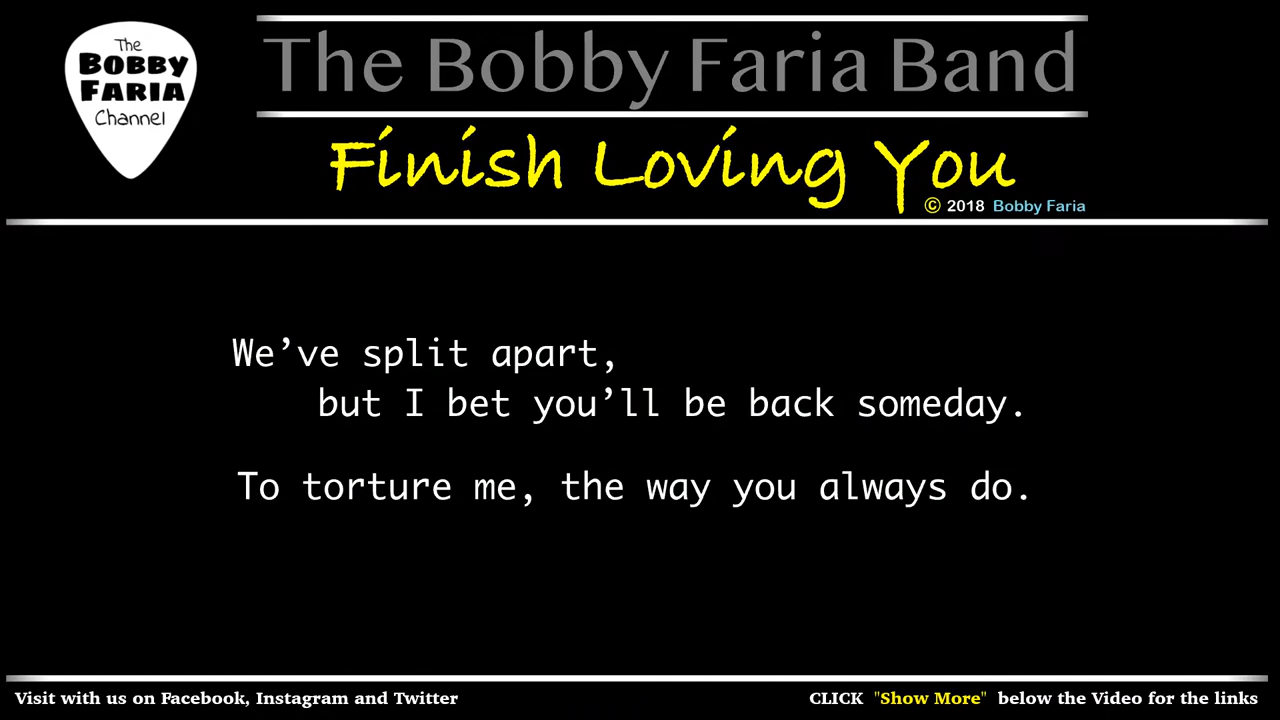 The
BOBBY
FARIA
Channel
The Bobby Faria Band
Finish Loving You
© 2018 Bobby Faria
We’ve split apart,
but I bet you’ll be back someday.
To torture me, the way you always do.
Visit with us on Facebook, Instagram and Twitter
CLICK "Show More" below the Video for the links